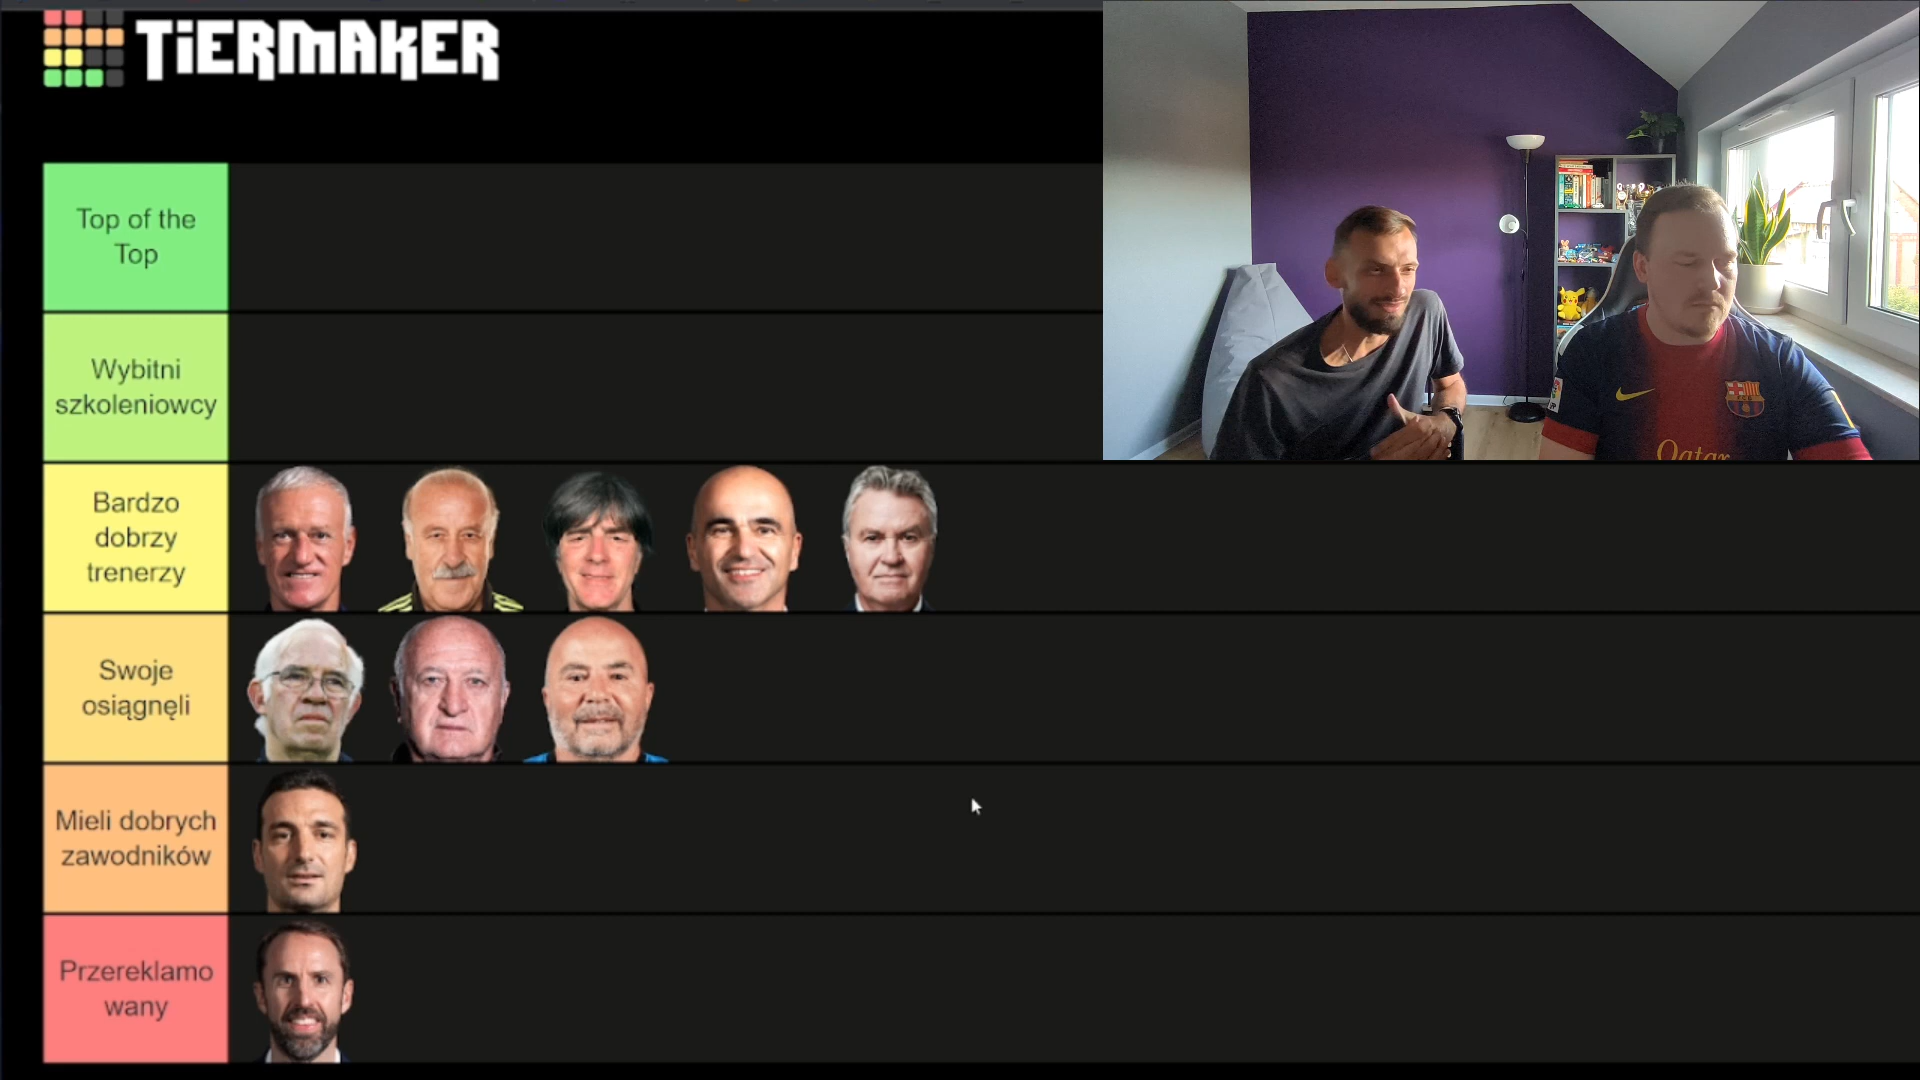 TiERMAKER
Top of the
Top
Wybitni
szkoleniowcy
Bardzo
dobrzy
trenerzy
Swoje
osiągnęli
Mieli dobrych
zawodników
Przereklamo
wany
Qatar